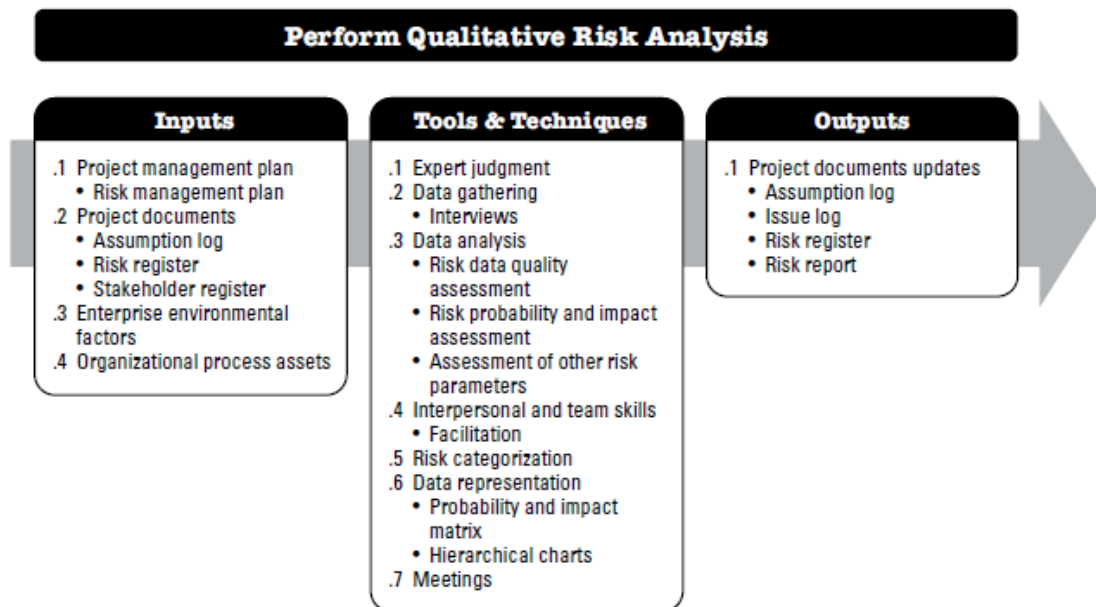 Perform Qualitative Risk Analysis
Inputs
.1 Project management plan
• Risk management plan
.2 Project documents
• Assumption log
• Risk register
• Stakeholder register
.3 Enterprise environmental
factors
.4 Organizational process assets
Tools & Techniques
.1 Expert judgment
.2 Data gathering
• Interviews
.3 Data analysis
• Risk data quality
assessment
• Risk probability and impact
assessment
• Assessment of other risk
parameters
.4 Interpersonal and team skills
• Facilitation
.5 Risk categorization
.6 Data representation
• Probability and impact
matrix
• Hierarchical charts
.7 Meetings
Outputs
.1 Project documents updates
• Assumption log
• Issue log
• Risk register
• Risk report